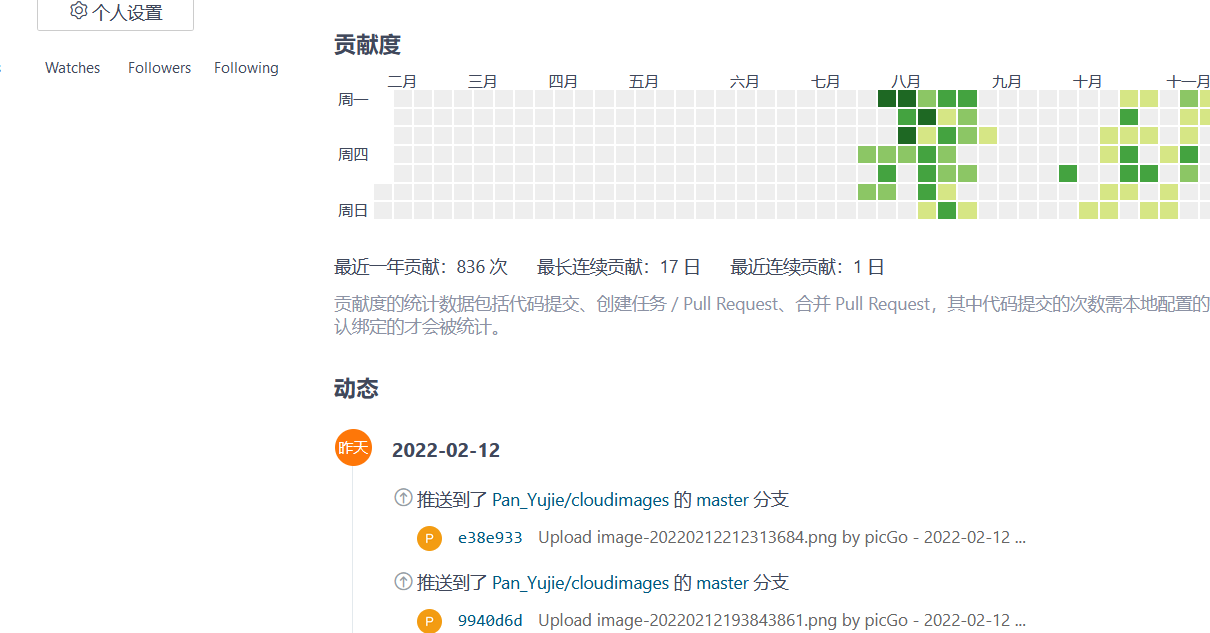 个人设置
Watches Followers Following
贡献度
二月 三月 四月 五月 六月 七月 八月 九月 十月 十一月
周一
周四
周日
最近一年贡献：836 次 最长连续贡献：17 日 最近连续贡献：1 日
贡献度的统计数据包括代码提交、创建任务 / Pull Request、合并 Pull Request，其中代码提交的次数需本地配置的
认绑定的才会被统计。
动态
昨天 2022-02-12
推送到了 Pan_Yujie/cloudimages 的 master 分支
P e38e933 Upload image-20220212212313684.png by picGo - 2022-02-12 ...
推送到了 Pan_Yujie/cloudimages 的 master 分支
P 9940d6d Upload image-20220212193843861.png by picGo - 2022-02-12 ...